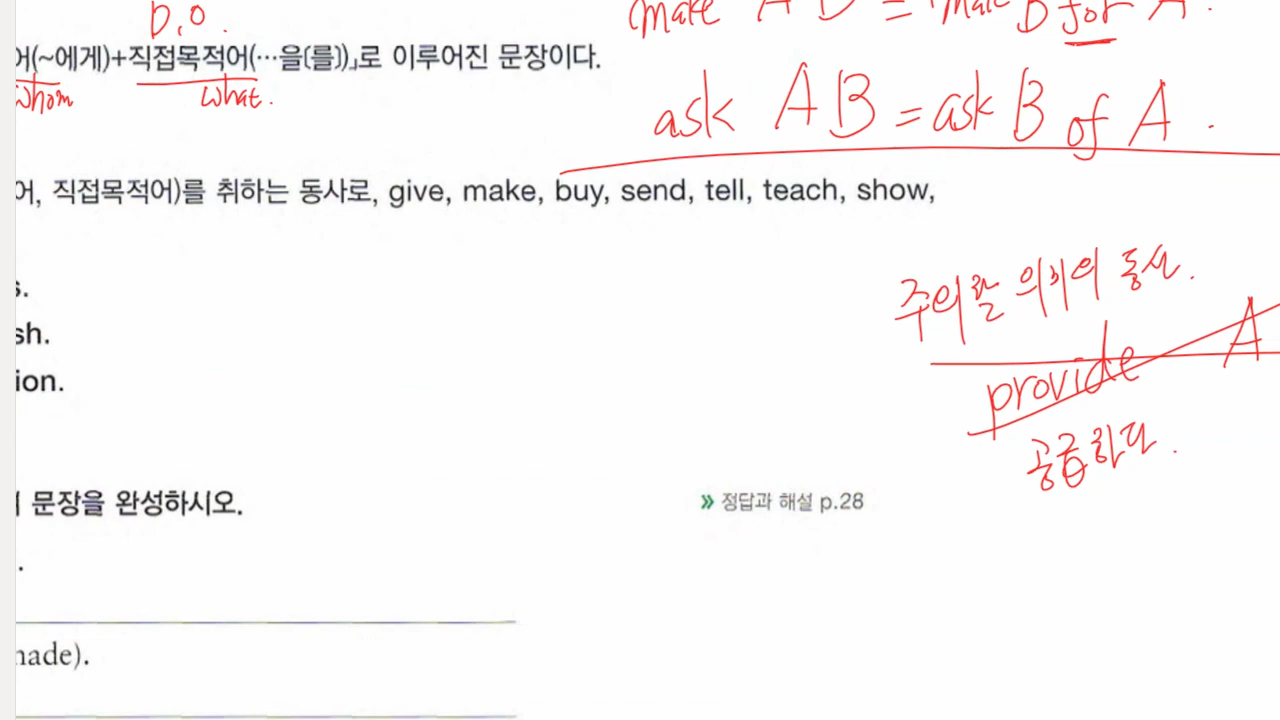 D.O.
make A B = make B for A.
어(~에게)+직접목적어(…을(를))」로 이루어진 문장이다.
whom what.
ask A B = ask B of A.
어, 직접목적어)를 취하는 동사로, give, make, buy, send, tell, teach, show,
s.
주의할 의미의 동사.
sh.
provide A
ion.
공급하다.
문장을 완성하시오.
» 정답과 해설 p.28
.
made).